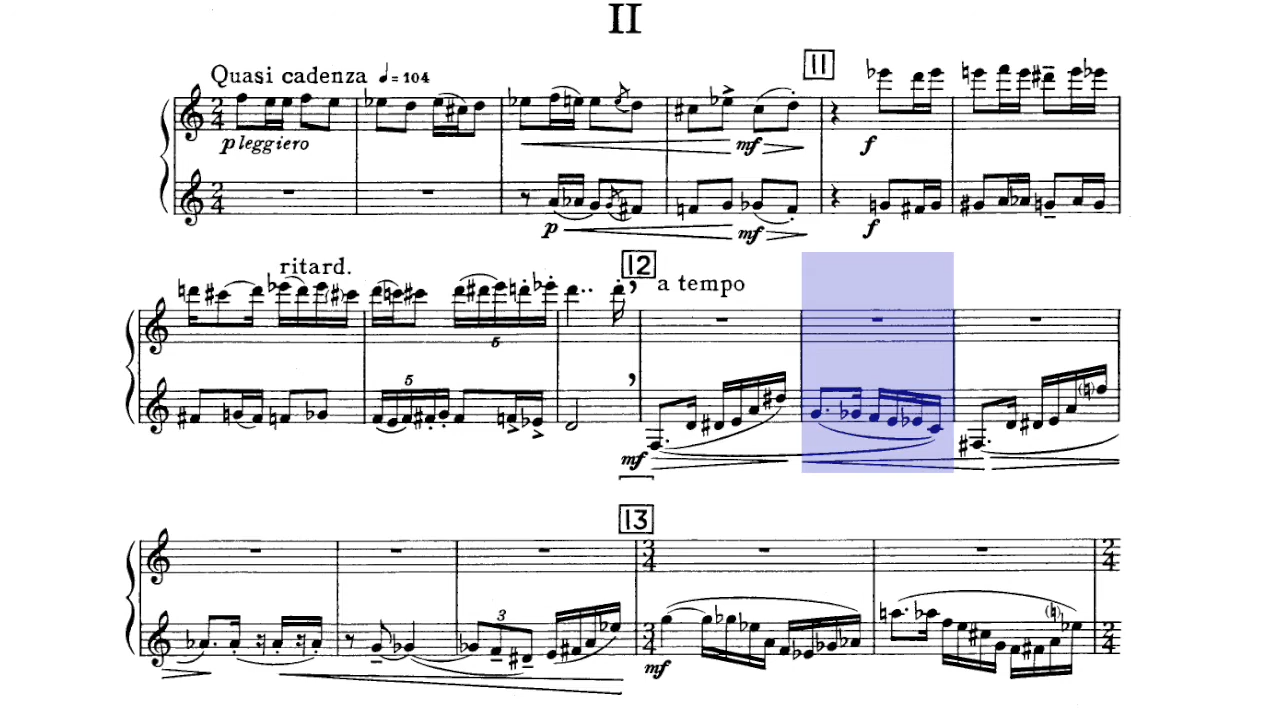 II
Quasi cadenza ♩= 104
11
p leggiero
mf
f
p
mf
f
ritard.
12
a tempo
5
5
mf
13
3
mf